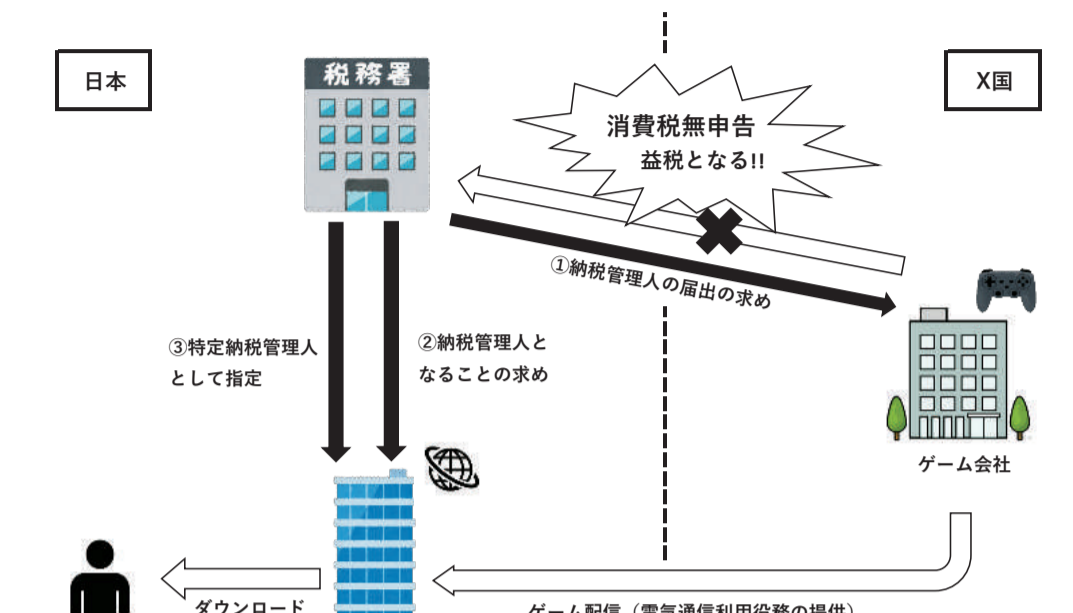 日本
税務署
X国
消費税無申告
益税となる!!
①納税管理人の届出の求め
③特定納税管理人
として指定
②納税管理人と
なることの求め
ゲーム会社
ダウンロード
ゲーム配信（電気通信利用役務の提供）